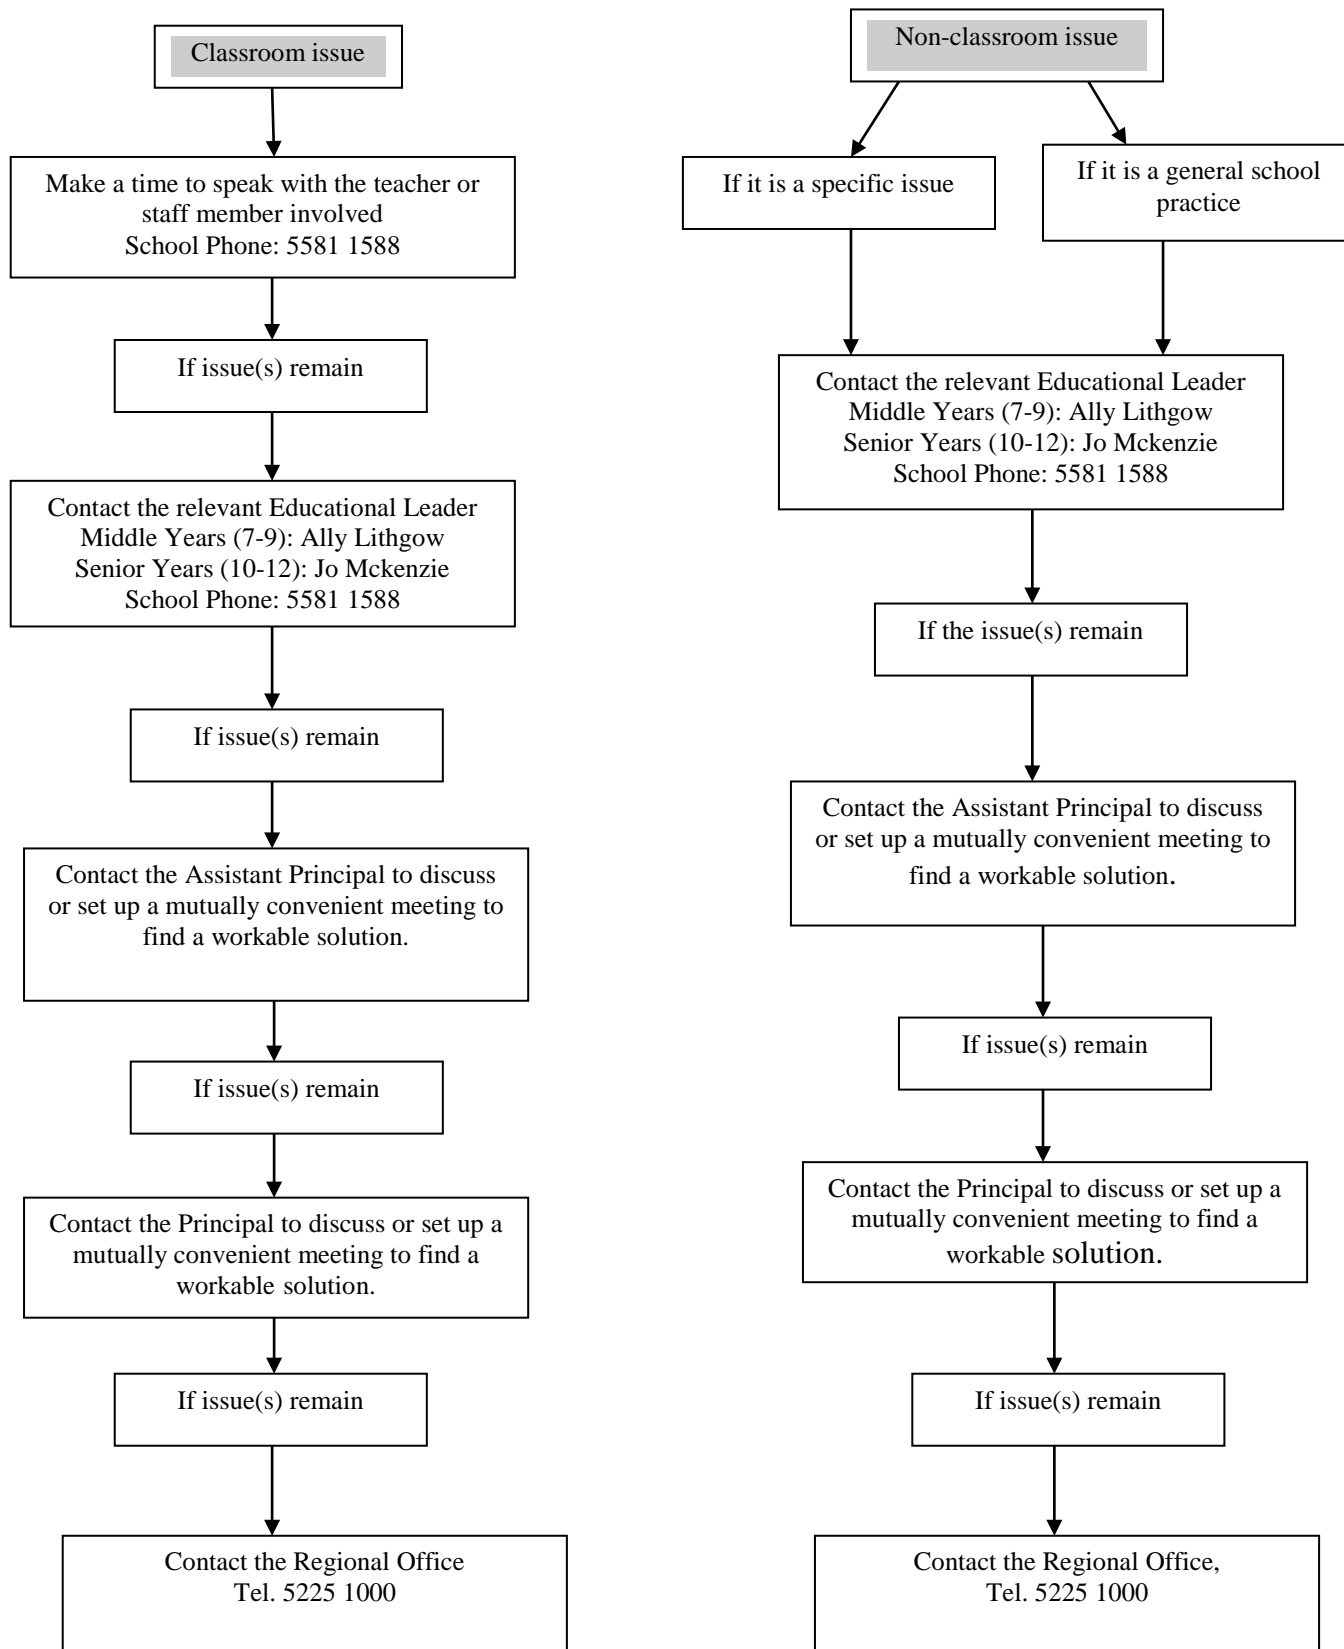 Classroom issue
Make a time to speak with the teacher or
staff member involved
School Phone: 5581 1588
If issue(s) remain
Contact the relevant Educational Leader
Middle Years (7-9): Ally Lithgow
Senior Years (10-12): Jo Mckenzie
School Phone: 5581 1588
If issue(s) remain
Contact the Assistant Principal to discuss
or set up a mutually convenient meeting to
find a workable solution.
If issue(s) remain
Contact the Principal to discuss or set up a
mutually convenient meeting to find a
workable solution.
If issue(s) remain
Contact the Regional Office
Tel. 5225 1000
Non-classroom issue
If it is a specific issue
If it is a general school
practice
Contact the relevant Educational Leader
Middle Years (7-9): Ally Lithgow
Senior Years (10-12): Jo Mckenzie
School Phone: 5581 1588
If the issue(s) remain
Contact the Assistant Principal to discuss
or set up a mutually convenient meeting to
find a workable solution.
If issue(s) remain
Contact the Principal to discuss or set up a
mutually convenient meeting to find a
workable solution.
If issue(s) remain
Contact the Regional Office,
Tel. 5225 1000